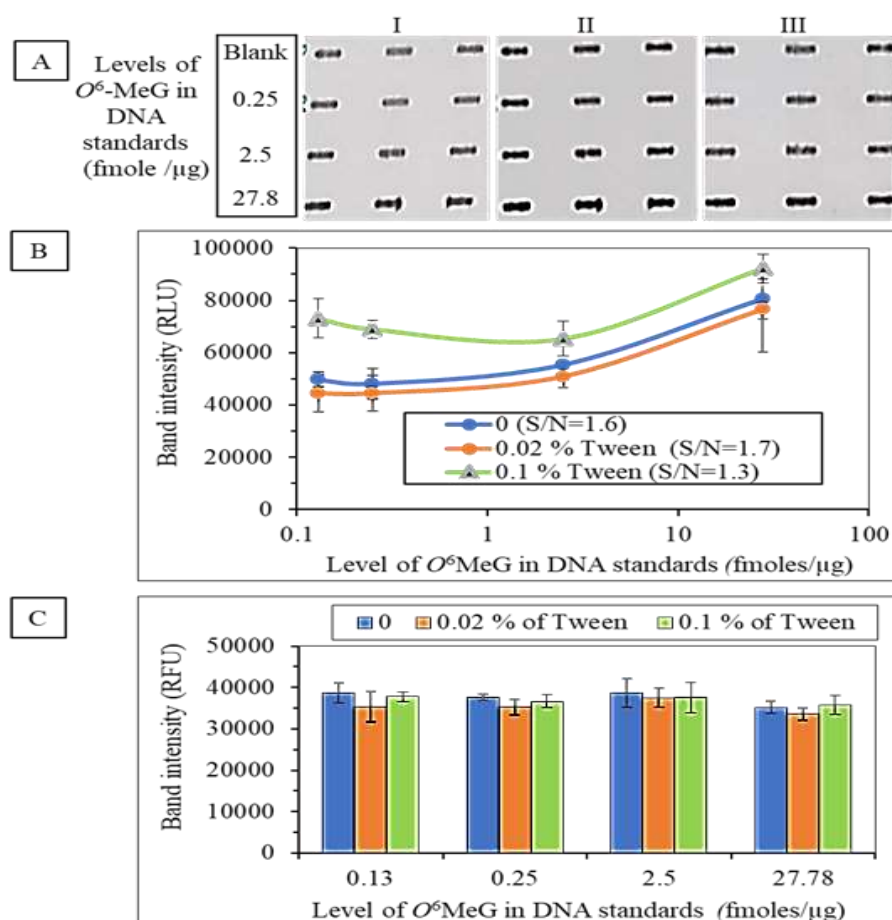 I II III
A
Levels of
O⁶-MeG in
DNA
standards
(fmole /µg)
Blank
0.25
2.5
27.8
B
Band intensity (RLU)
100000
80000
60000
40000
20000
0
0.1 1 10 100
0 (S/N=1.6)
0.02 % Tween (S/N=1.7)
0.1 % Tween (S/N=1.3)
Level of O⁶MeG in DNA standards (fmoles/µg)
C
0 0.02 % of Tween 0.1 % of Tween
Band intensity (RFU)
50000
40000
30000
20000
10000
0
0.13 0.25 2.5 27.78
Level of O⁶MeG in DNA standards (fmoles/µg)